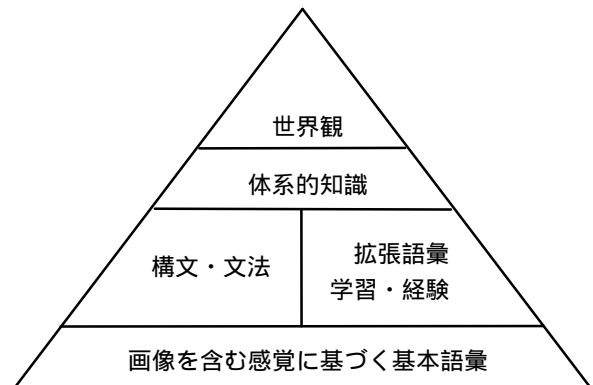 世界観
体系的知識
構文・文法
拡張語彙
学習・経験
画像を含む感覚に基づく基本語彙